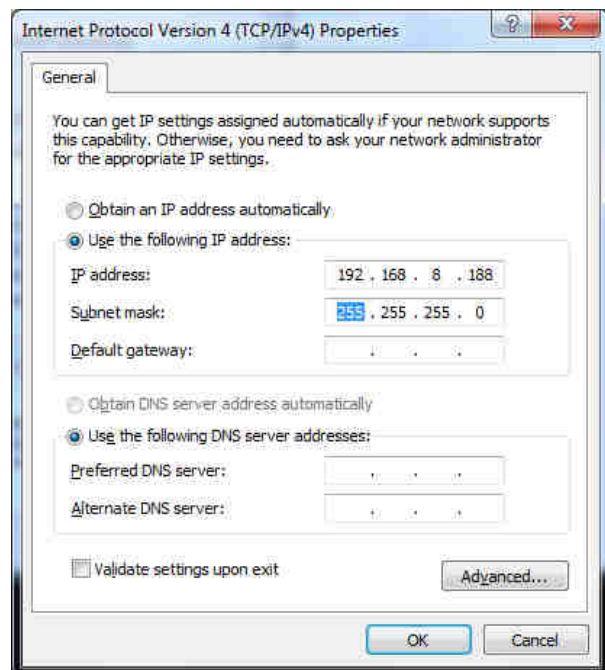 Internet Protocol Version 4 (TCP/IPv4) Properties
?
X
General
You can get IP settings assigned automatically if your network supports
this capability. Otherwise, you need to ask your network administrator
for the appropriate IP settings.
Obtain an IP address automatically
Use the following IP address:
IP address: 192 . 168 . 8 . 188
Subnet mask: 255 . 255 . 255 . 0
Default gateway: . . .
Obtain DNS server address automatically
Use the following DNS server addresses:
Preferred DNS server: . . .
Alternate DNS server: . . .
Validate settings upon exit
Advanced...
OK Cancel